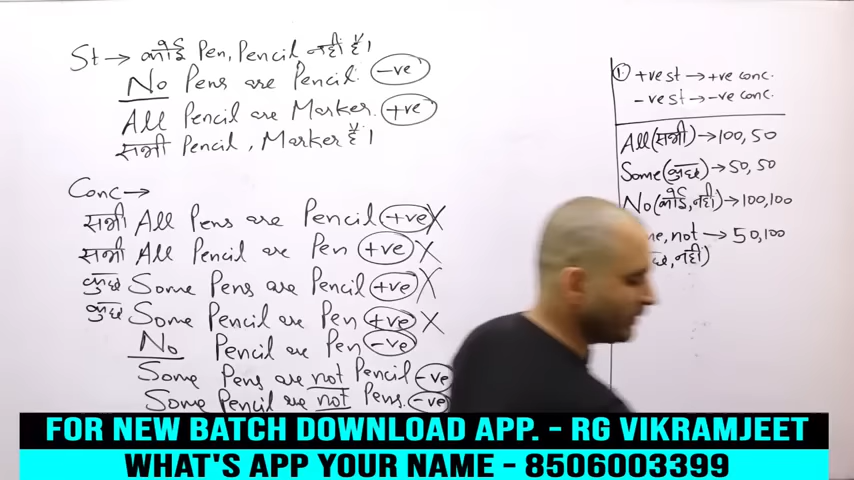 St → कोई Pen, Pencil नहीं है।
No Pens are Pencil. -ve
All Pencil are Marker. +ve
सभी Pencil, Marker है।
Conc →
सभी All Pens are Pencil +ve X
सभी All Pencil are Pen +ve X
कुछ Some Pens are Pencil +ve X
कुछ Some Pencil are Pen +ve X
No Pencil are Pen -ve
Some Pens are not Pencil -ve
Some Pencil are not Pens. -ve
1. +ve st → +ve conc.
-ve st → -ve conc.
All (सभी) → 100, 50
Some (कुछ) → 50, 50
No (कोई, नहीं) → 100, 100
not → 50, 100
नहीं)
FOR NEW BATCH DOWNLOAD APP. - RG VIKRAMJEET
WHAT'S APP YOUR NAME - 8506003399